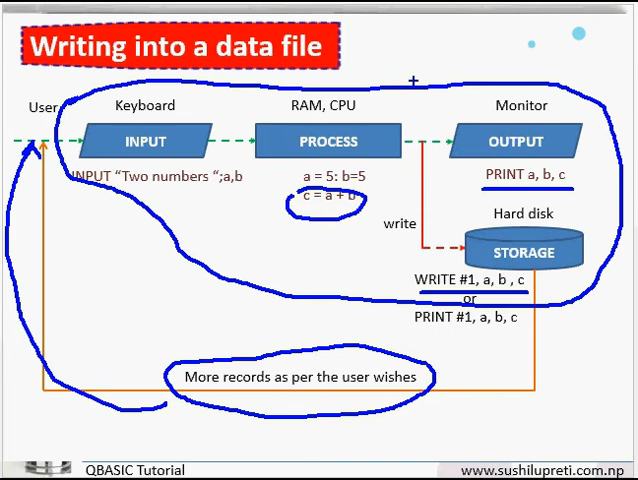 Writing into a data file
User
Keyboard
RAM, CPU
Monitor
INPUT
PROCESS
OUTPUT
INPUT “Two numbers “;a,b
a = 5: b=5
c = a + b
PRINT a, b, c
write
Hard disk
STORAGE
WRITE #1, a, b , c
or
PRINT #1, a, b, c
More records as per the user wishes
QBASIC Tutorial
www.sushilupreti.com.np